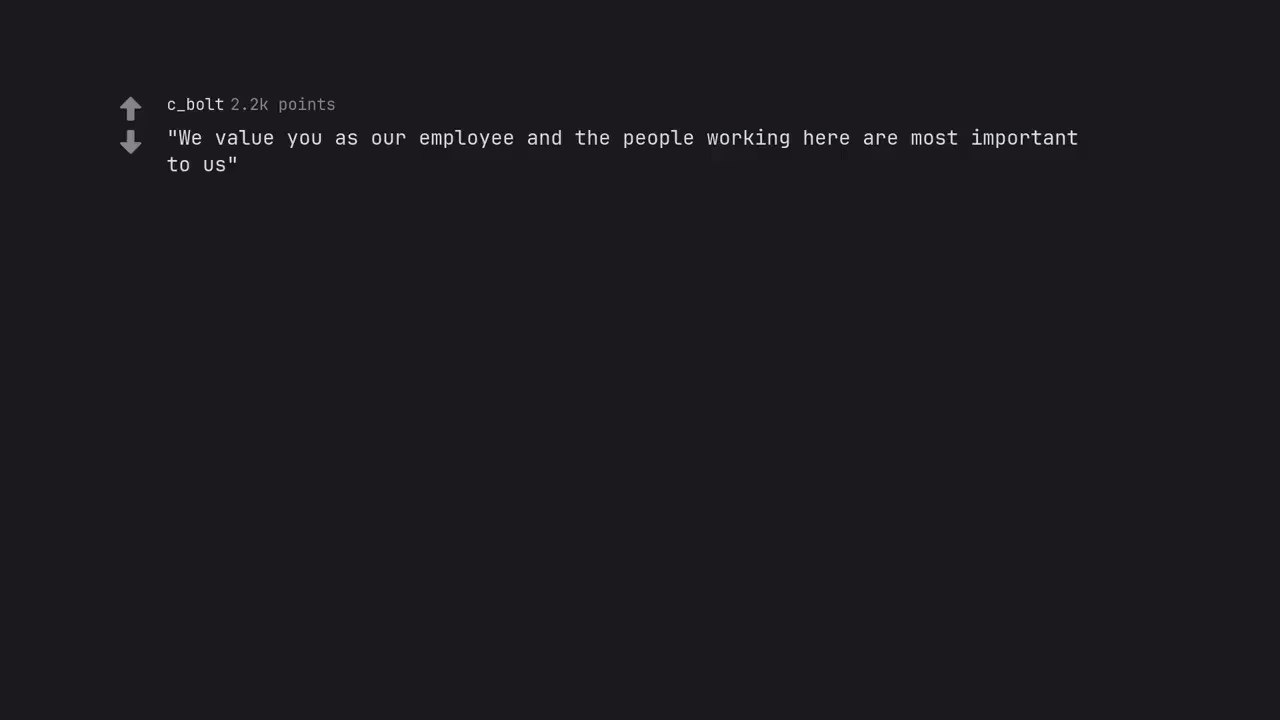 c_bolt 2.2k points
"We value you as our employee and the people working here are most important
to us"